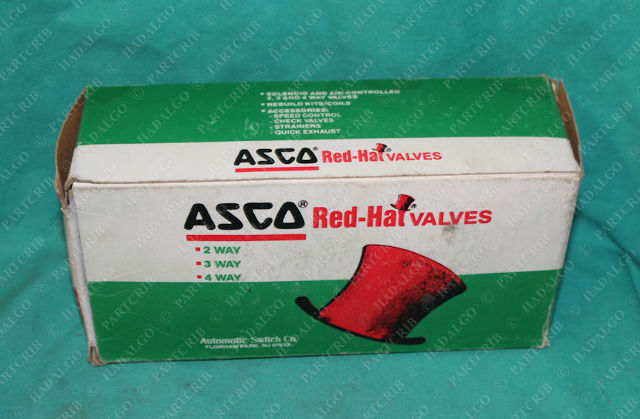 • SOLENOID AND AIR-CONTROLLED
2, 3 AND 4 WAY VALVES
• REBUILD KITS/COILS
• ACCESSORIES:
- SPEED CONTROL
- CHECK VALVES
- STRAINERS
- QUICK EXHAUST
ASCO® Red-Hat® VALVES
ASCO® Red-Hat® VALVES
▪ 2 WAY
▪ 3 WAY
▪ 4 WAY
Automatic Switch Co.
FLORHAM PARK, NJ 07932
PARTCRIB
HADALGO